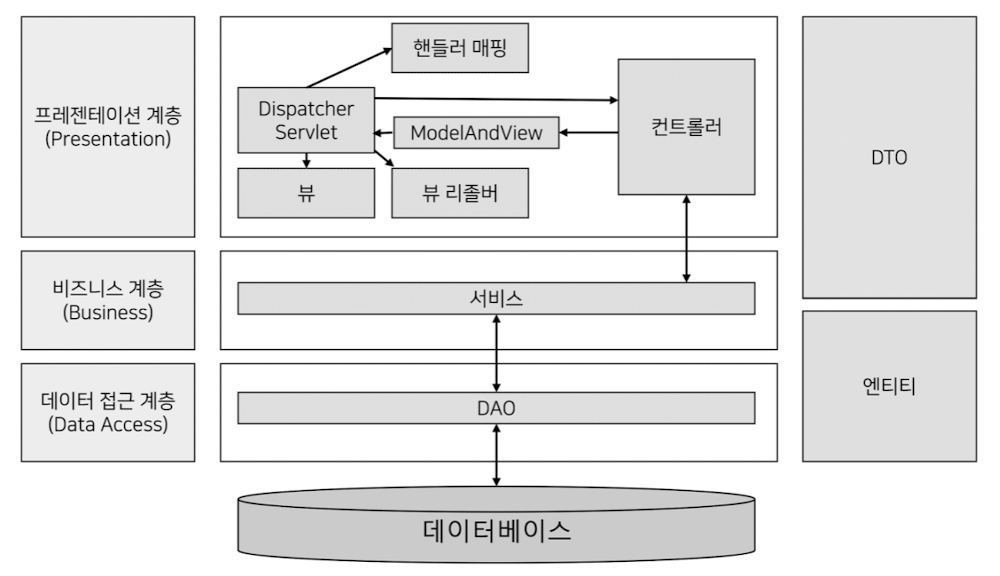 프레젠테이션 계층
(Presentation)
핸들러 매핑
Dispatcher
Servlet
ModelAndView
컨트롤러
뷰
뷰 리졸버
DTO
비즈니스 계층
(Business)
서비스
데이터 접근 계층
(Data Access)
DAO
엔티티
데이터베이스